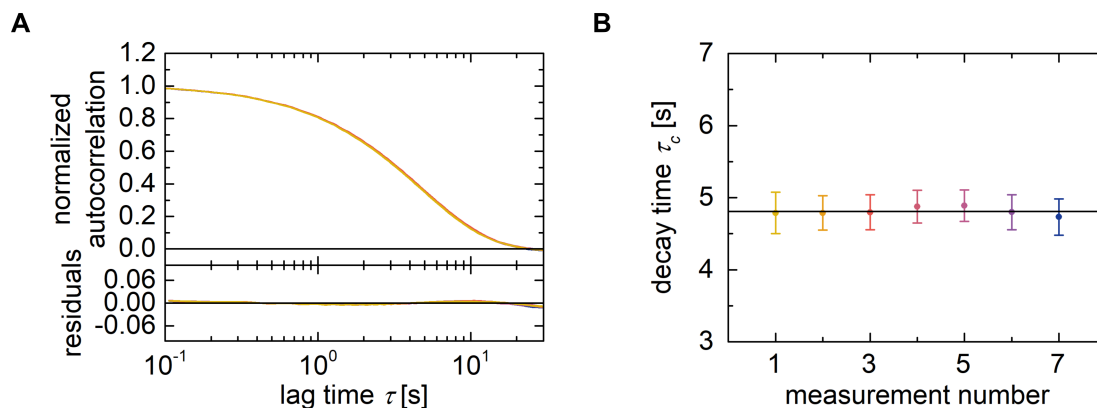 A
normalized
autocorrelation
1.2
1.0
0.8
0.6
0.4
0.2
0.0
residuals
0.06
0.00
-0.06
10⁻¹
10⁰
10¹
lag time τ [s]
B
decay time τc [s]
7
6
5
4
3
1
3
5
7
measurement number